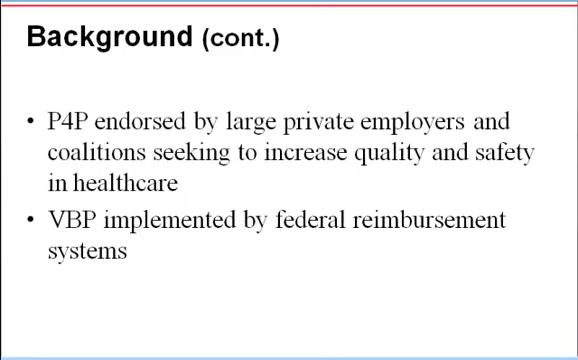 Background (cont.)
• P4P endorsed by large private employers and
coalitions seeking to increase quality and safety
in healthcare
• VBP implemented by federal reimbursement
systems